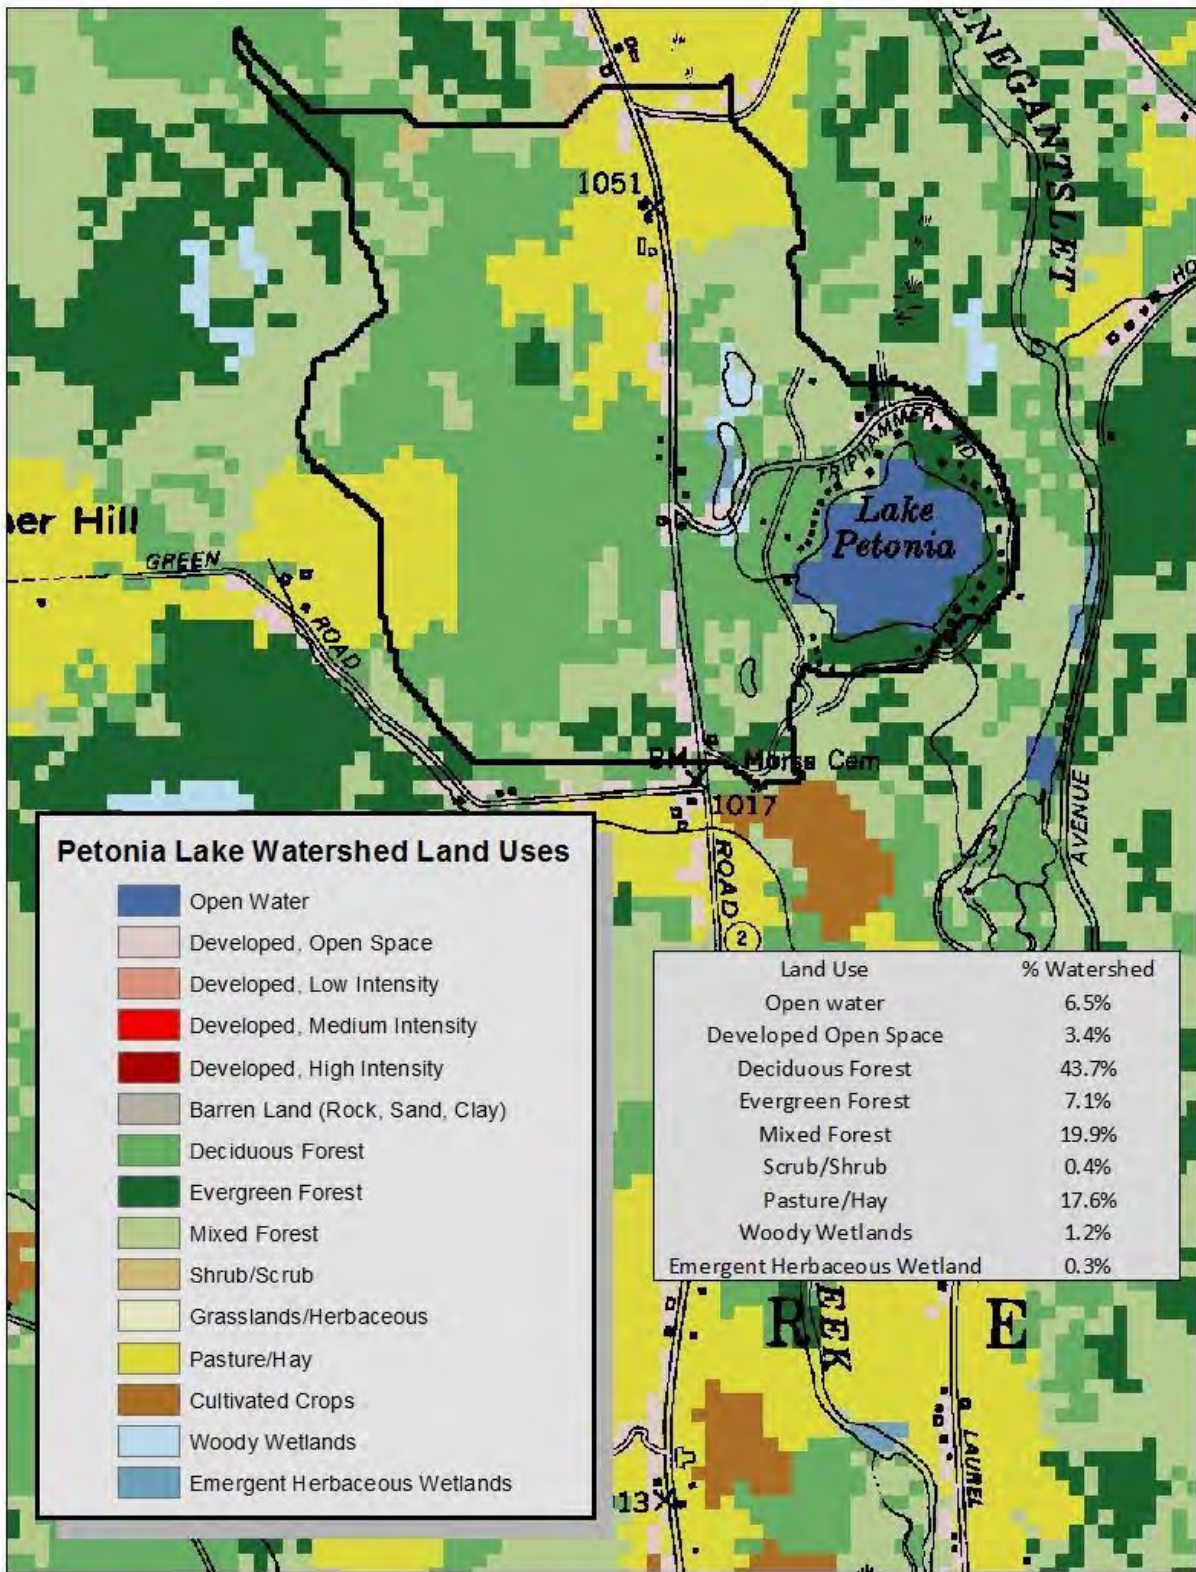 ENEGANTSLET
1051
HO
TRIPHAMMER RD
Lake
Petonia
Hill
GREEN
ROAD
BM
Morse Cem
1017
ROAD
2
AVENUE
Petonia Lake Watershed Land Uses
Open Water
Developed, Open Space
Developed, Low Intensity
Developed, Medium Intensity
Developed, High Intensity
Barren Land (Rock, Sand, Clay)
Deciduous Forest
Evergreen Forest
Mixed Forest
Shrub/Scrub
Grasslands/Herbaceous
Pasture/Hay
Cultivated Crops
Woody Wetlands
Emergent Herbaceous Wetlands
Land Use % Watershed
Open water 6.5%
Developed Open Space 3.4%
Deciduous Forest 43.7%
Evergreen Forest 7.1%
Mixed Forest 19.9%
Scrub/Shrub 0.4%
Pasture/Hay 17.6%
Woody Wetlands 1.2%
Emergent Herbaceous Wetland 0.3%
R E
EEK
LAUREL